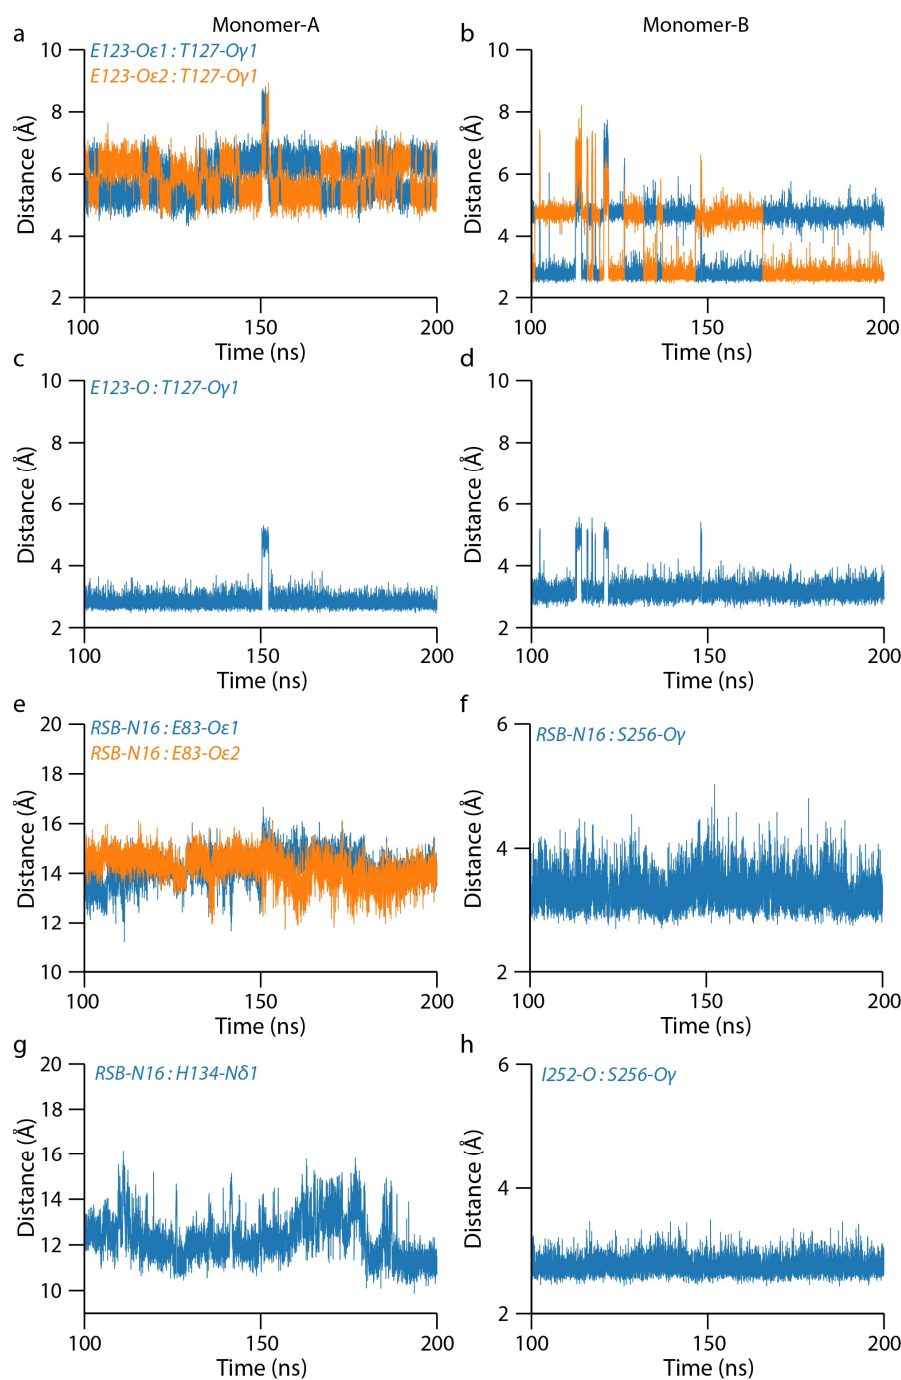 Monomer-A
Monomer-B
a
E123-Oε1 : T127-Oγ1
E123-Oε2 : T127-Oγ1
10
8
6
4
2
Distance (Å)
100
150
200
Time (ns)
b
10
8
6
4
2
Distance (Å)
100
150
200
Time (ns)
c
E123-O : T127-Oγ1
10
8
6
4
2
Distance (Å)
100
150
200
Time (ns)
d
10
8
6
4
2
Distance (Å)
100
150
200
Time (ns)
e
RSB-N16 : E83-Oε1
RSB-N16 : E83-Oε2
20
18
16
14
12
10
Distance (Å)
100
150
200
Time (ns)
f
RSB-N16 : S256-Oγ
6
4
2
Distance (Å)
100
150
200
Time (ns)
g
RSB-N16 : H134-Nδ1
20
18
16
14
12
10
Distance (Å)
100
150
200
Time (ns)
h
I252-O : S256-Oγ
6
4
2
Distance (Å)
100
150
200
Time (ns)